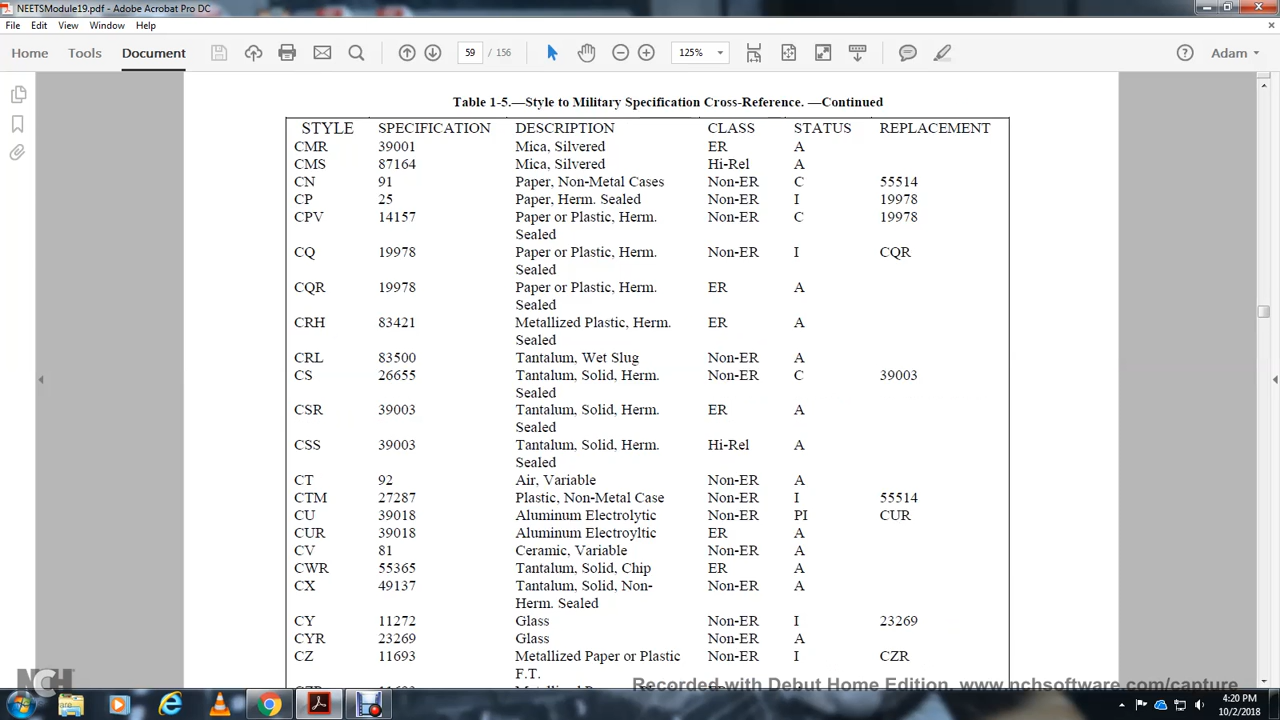 NEETSModule19.pdf - Adobe Acrobat Pro DC
File Edit View Window Help
Home Tools Document 59 / 156 125% Adam
Table 1-5.—Style to Military Specification Cross-Reference. —Continued
STYLE SPECIFICATION DESCRIPTION CLASS STATUS REPLACEMENT
CMR 39001 Mica, Silvered ER A
CMS 87164 Mica, Silvered Hi-Rel A
CN 91 Paper, Non-Metal Cases Non-ER C 55514
CP 25 Paper, Herm. Sealed Non-ER I 19978
CPV 14157 Paper or Plastic, Herm. Non-ER C 19978
Sealed
CQ 19978 Paper or Plastic, Herm. Non-ER I CQR
Sealed
CQR 19978 Paper or Plastic, Herm. ER A
Sealed
CRH 83421 Metallized Plastic, Herm. ER A
Sealed
CRL 83500 Tantalum, Wet Slug Non-ER A
CS 26655 Tantalum, Solid, Herm. Non-ER C 39003
Sealed
CSR 39003 Tantalum, Solid, Herm. ER A
Sealed
CSS 39003 Tantalum, Solid, Herm. Hi-Rel A
Sealed
CT 92 Air, Variable Non-ER A
CTM 27287 Plastic, Non-Metal Case Non-ER I 55514
CU 39018 Aluminum Electrolytic Non-ER PI CUR
CUR 39018 Aluminum Electroyltic ER A
CV 81 Ceramic, Variable Non-ER A
CWR 55365 Tantalum, Solid, Chip ER A
CX 49137 Tantalum, Solid, Non- Non-ER A
Herm. Sealed
CY 11272 Glass Non-ER I 23269
CYR 23269 Glass Non-ER A
CZ 11693 Metallized Paper or Plastic Non-ER I CZR
F.T.
NCH
Recorded with Debut Home Edition. www.nchsoftware.com/capture
4:20 PM
10/2/2018